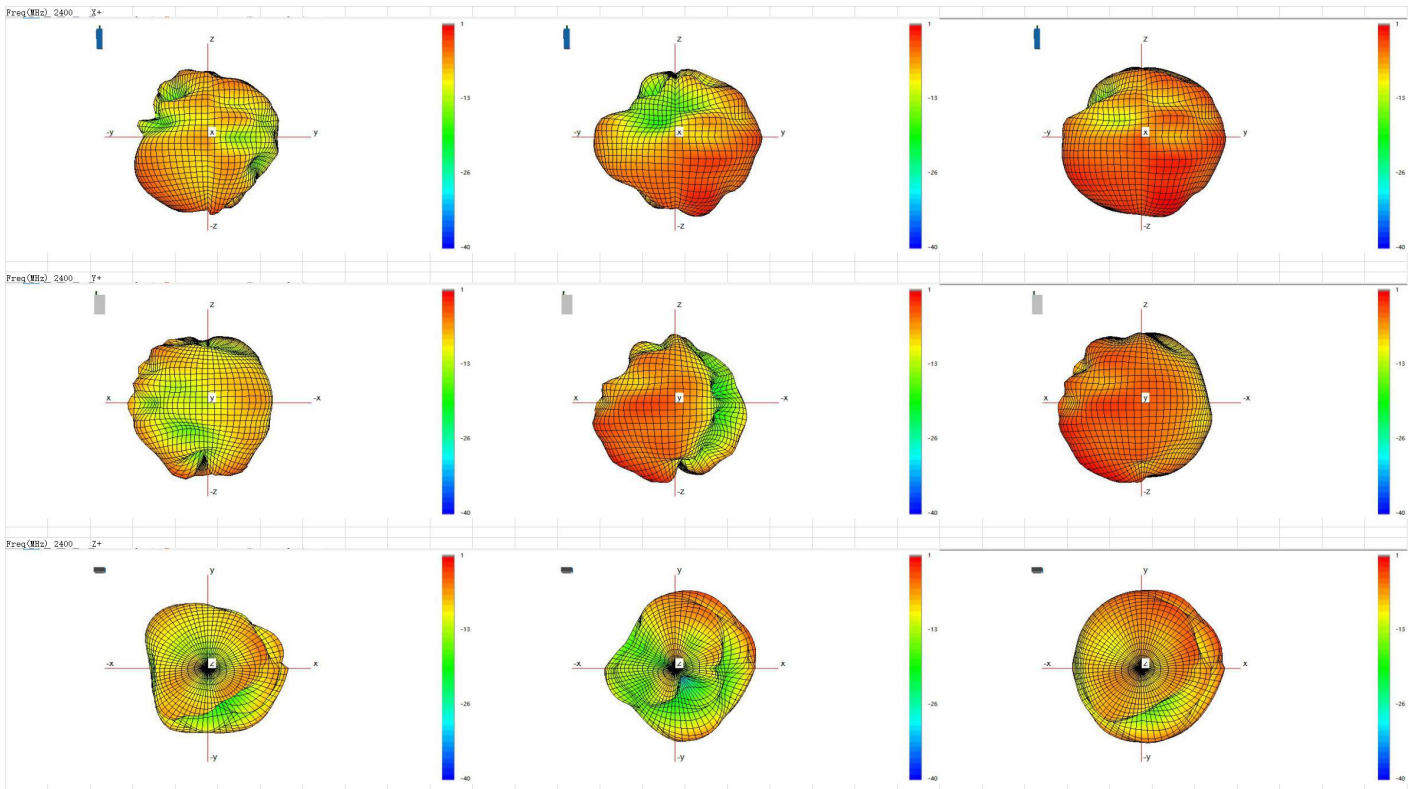 Freq(MHz) 2400 X+
z z z
1 1 1
-13 -13 -13
-y x y -y x y -y x y
-26 -26 -26
-z -z -z
-40 -40 -40
Freq(MHz) 2400 Y+
z z z
1 1 1
-13 -13 -13
x y -x x y -x x y -x
-26 -26 -26
-z -z -z
-40 -40 -40
Freq(MHz) 2400 Z+
y y y
1 1 1
-13 -13 -13
-x z x -x z x -x z x
-26 -26 -26
-y -y -y
-40 -40 -40